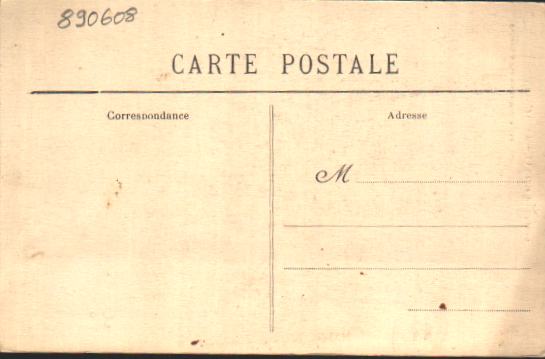 890608
CARTE POSTALE
Correspondance
Adresse
M